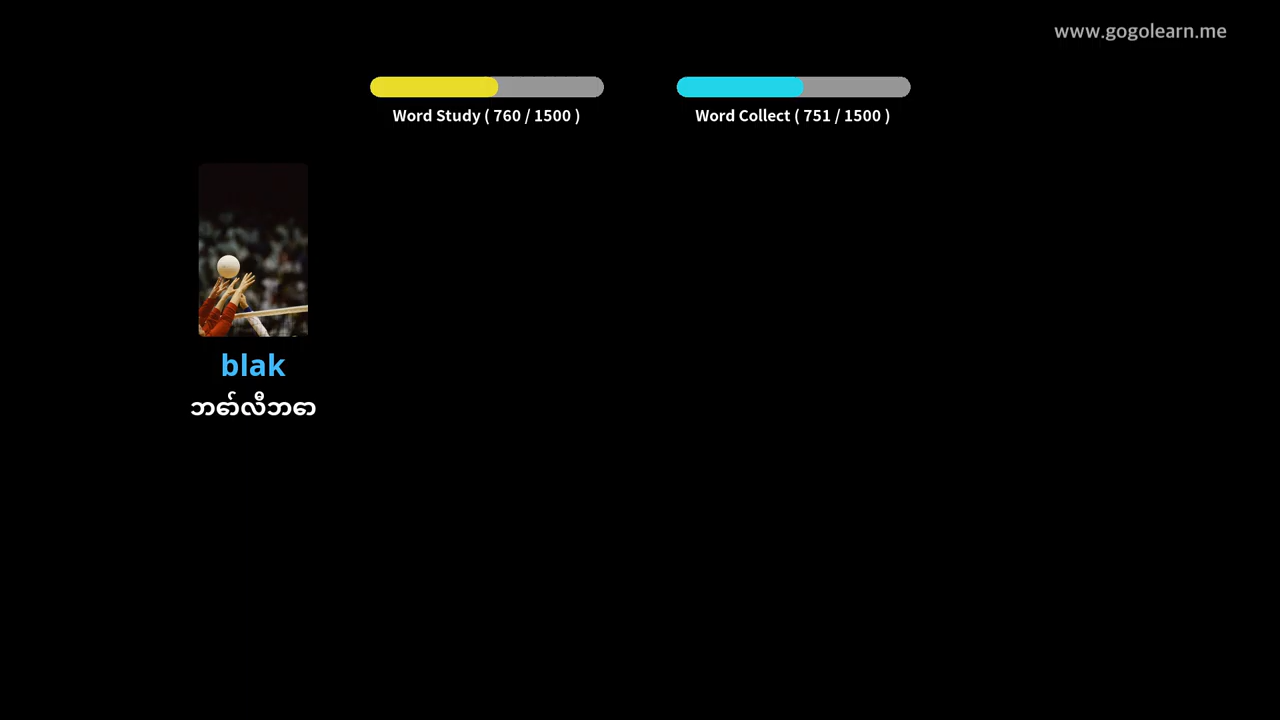 www.gogolearn.me
Word Study ( 760 / 1500 )
Word Collect ( 751 / 1500 )
blak
ဘော်လီဘော